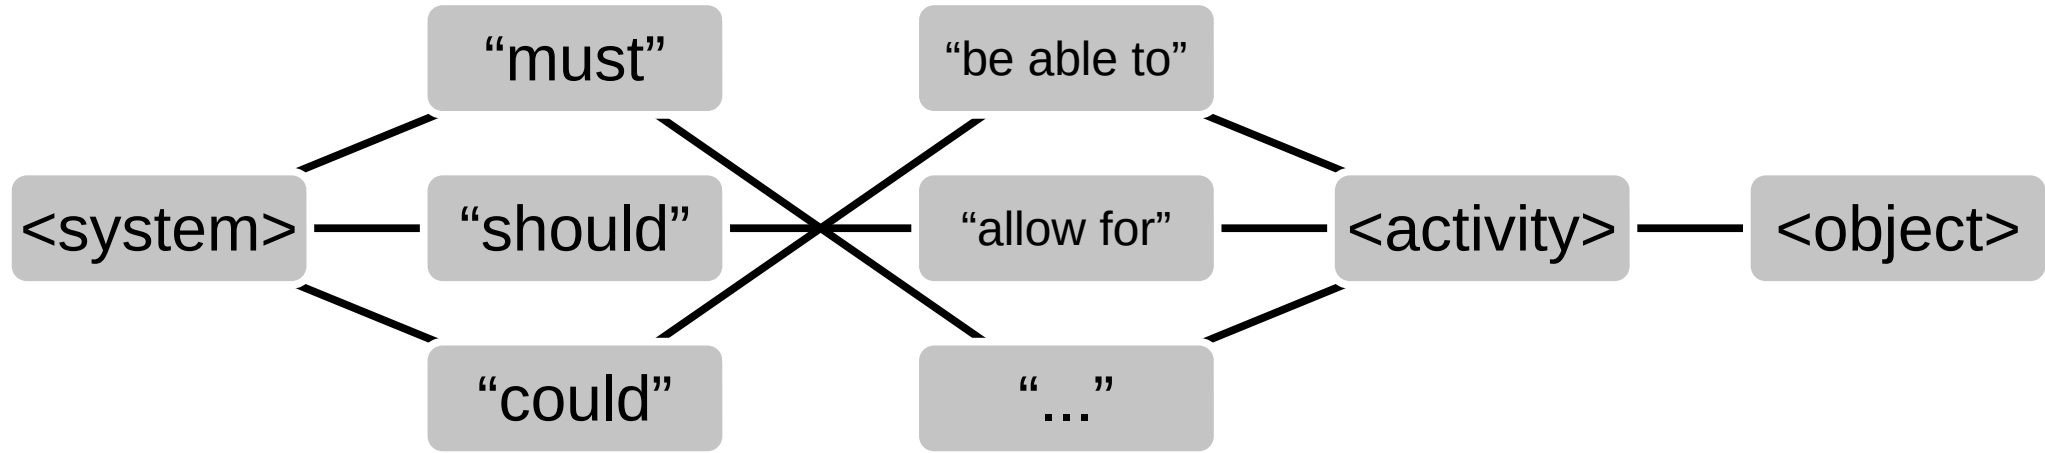 <system>
“must”
“should”
“could”
“be able to”
“allow for”
“...”
<activity>
<object>